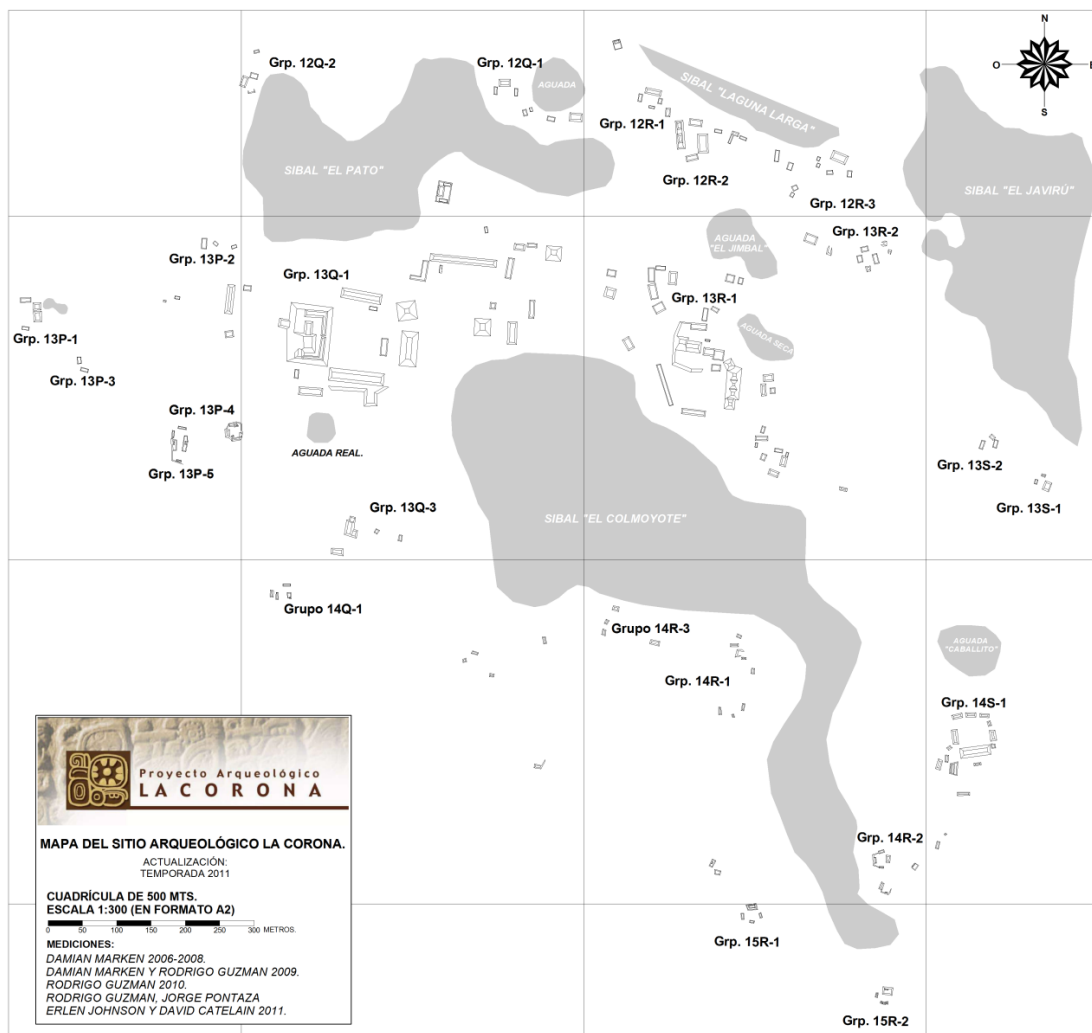 N
O
S
Grp. 12Q-2
Grp. 12Q-1
AGUADA
SIBAL "LAGUNA LARGA"
Grp. 12R-1
SIBAL "EL PATO"
Grp. 12R-2
SIBAL "EL JAVIRÚ"
Grp. 12R-3
Grp. 13P-2
AGUADA
"EL JIMBAL"
Grp. 13R-2
Grp. 13Q-1
Grp. 13R-1
Grp. 13P-1
AGUADA SECA
Grp. 13P-3
Grp. 13P-4
AGUADA REAL.
Grp. 13P-5
Grp. 13S-2
Grp. 13S-1
Grp. 13Q-3
SIBAL "EL COLMOYOTE"
Grupo 14Q-1
Grupo 14R-3
AGUADA
"CABALLITO"
Grp. 14R-1
Grp. 14S-1
Grp. 14R-2
Grp. 15R-1
Grp. 15R-2
Proyecto Arqueológico
LACORONA
MAPA DEL SITIO ARQUEOLÓGICO LA CORONA.
ACTUALIZACIÓN:
TEMPORADA 2011
CUADRÍCULA DE 500 MTS.
ESCALA 1:300 (EN FORMATO A2)
0 50 100 150 200 250 300 METROS.
MEDICIONES:
DAMIAN MARKEN 2006-2008.
DAMIAN MARKEN Y RODRIGO GUZMAN 2009.
RODRIGO GUZMAN 2010.
RODRIGO GUZMAN, JORGE PONTAZA
ERLEN JOHNSON Y DAVID CATELAIN 2011.